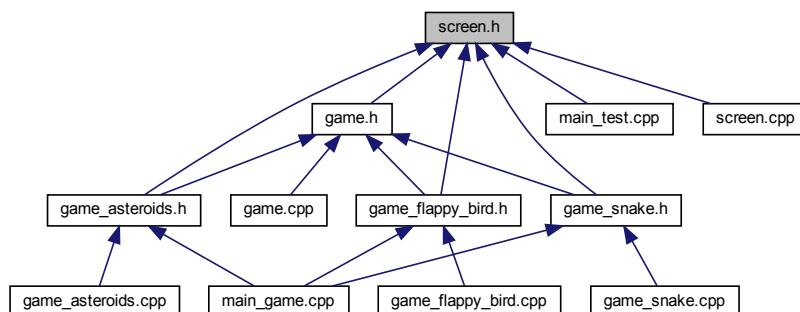 screen.h
game.h
main_test.cpp
screen.cpp
game_asteroids.h
game.cpp
game_flappy_bird.h
game_snake.h
game_asteroids.cpp
main_game.cpp
game_flappy_bird.cpp
game_snake.cpp